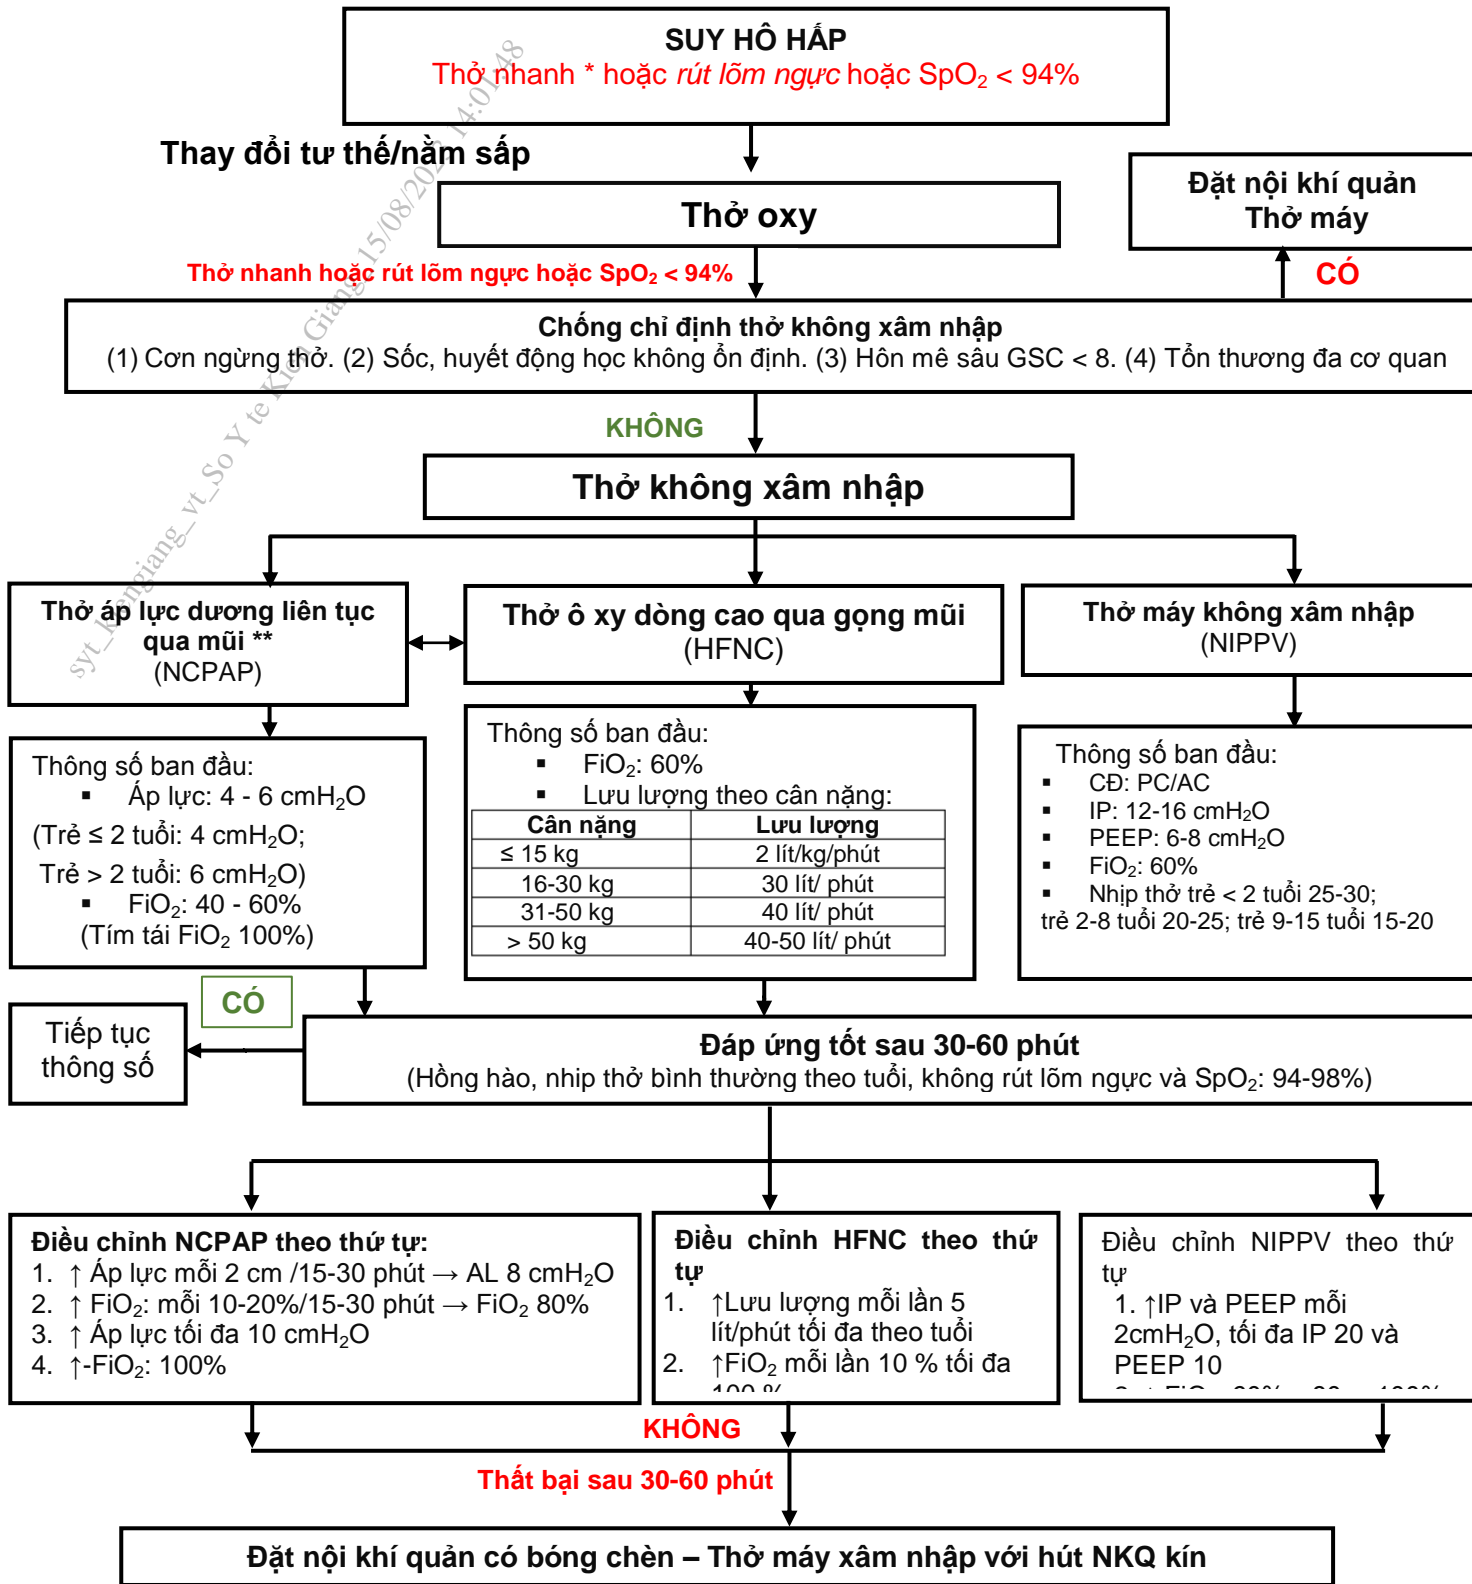 SUY HÔ HẤP
Thở nhanh * hoặc rút lõm ngực hoặc SpO₂ < 94%
Thay đổi tư thế/nằm sấp
Thở oxy
Đặt nội khí quản
Thở máy
Thở nhanh hoặc rút lõm ngực hoặc SpO₂ < 94%
CÓ
Chống chỉ định thở không xâm nhập
(1) Cơn ngừng thở. (2) Sốc, huyết động học không ổn định. (3) Hôn mê sâu GSC < 8. (4) Tổn thương đa cơ quan
KHÔNG
Thở không xâm nhập
Thở áp lực dương liên tục
qua mũi **
(NCPAP)
Thở ô xy dòng cao qua gọng mũi
(HFNC)
Thở máy không xâm nhập
(NIPPV)
Thông số ban đầu:
▪ Áp lực: 4 - 6 cmH₂O
(Trẻ ≤ 2 tuổi: 4 cmH₂O;
Trẻ > 2 tuổi: 6 cmH₂O)
▪ FiO₂: 40 - 60%
(Tím tái FiO₂ 100%)
Thông số ban đầu:
▪ FiO₂: 60%
▪ Lưu lượng theo cân nặng:
Cân nặng Lưu lượng
≤ 15 kg 2 lít/kg/phút
16-30 kg 30 lít/ phút
31-50 kg 40 lít/ phút
> 50 kg 40-50 lít/ phút
Thông số ban đầu:
▪ CĐ: PC/AC
▪ IP: 12-16 cmH₂O
▪ PEEP: 6-8 cmH₂O
▪ FiO₂: 60%
▪ Nhịp thở trẻ < 2 tuổi 25-30;
trẻ 2-8 tuổi 20-25; trẻ 9-15 tuổi 15-20
CÓ
Tiếp tục
thông số
Đáp ứng tốt sau 30-60 phút
(Hồng hào, nhip thở bình thường theo tuổi, không rút lõm ngực và SpO₂: 94-98%)
Điều chỉnh NCPAP theo thứ tự:
1. ↑ Áp lực mỗi 2 cm /15-30 phút → AL 8 cmH₂O
2. ↑ FiO₂: mỗi 10-20%/15-30 phút → FiO₂ 80%
3. ↑ Áp lực tối đa 10 cmH₂O
4. ↑-FiO₂: 100%
Điều chỉnh HFNC theo thứ
tự
1. ↑Lưu lượng mỗi lần 5
lít/phút tối đa theo tuổi
2. ↑FiO₂ mỗi lần 10 % tối đa
100 %
Điều chỉnh NIPPV theo thứ
tự
1. ↑IP và PEEP mỗi
2cmH₂O, tối đa IP 20 và
PEEP 10
KHÔNG
Thất bại sau 30-60 phút
Đặt nội khí quản có bóng chèn – Thở máy xâm nhập với hút NKQ kín